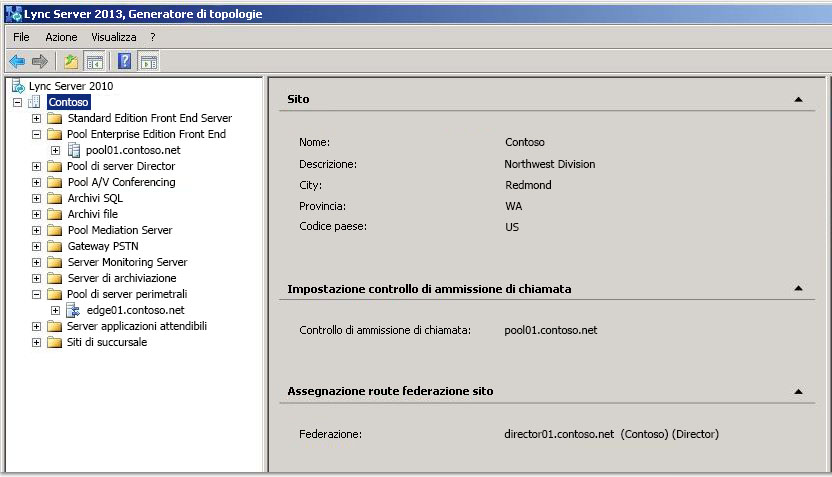 Lync Server 2013, Generatore di topologie
File Azione Visualizza ?
Lync Server 2010
Contoso
Standard Edition Front End Server
Pool Enterprise Edition Front End
pool01.contoso.net
Pool di server Director
Pool A/V Conferencing
Archivi SQL
Archivi file
Pool Mediation Server
Gateway PSTN
Server Monitoring Server
Server di archiviazione
Pool di server perimetrali
edge01.contoso.net
Server applicazioni attendibili
Siti di succursale
Sito
Nome: Contoso
Descrizione: Northwest Division
City: Redmond
Provincia: WA
Codice paese: US
Impostazione controllo di ammissione di chiamata
Controllo di ammissione di chiamata: pool01.contoso.net
Assegnazione route federazione sito
Federazione: director01.contoso.net (Contoso) (Director)